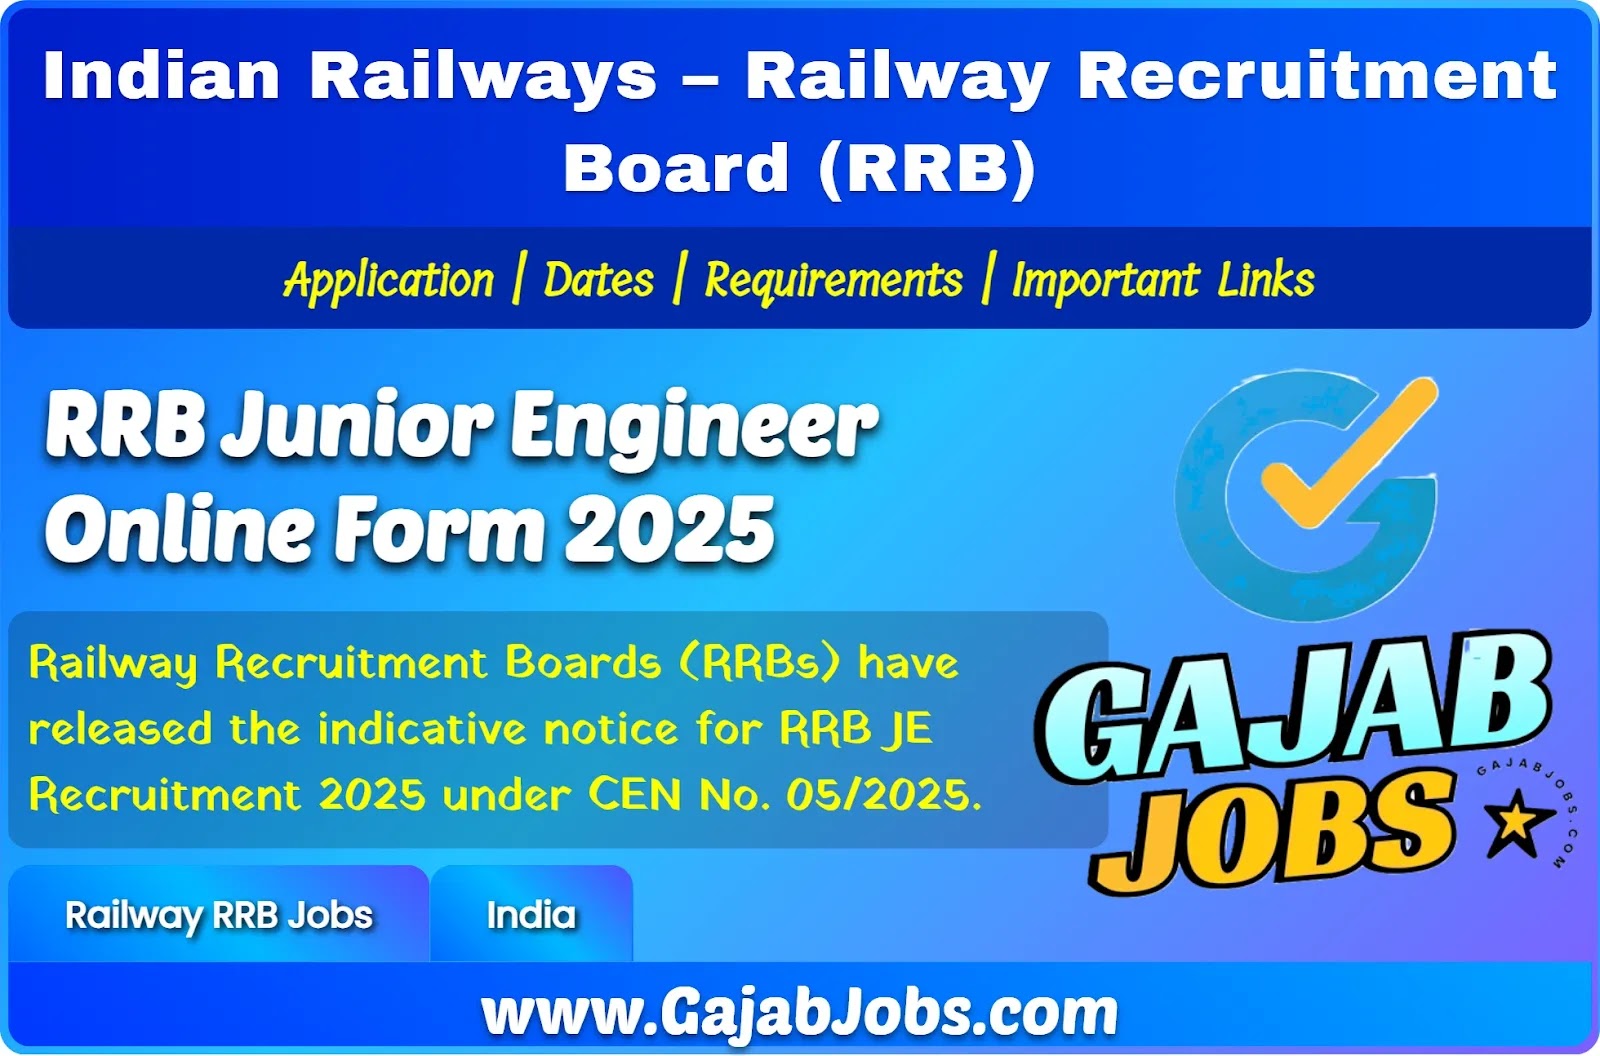 Indian Railways – Railway Recruitment
Board (RRB)
Application | Dates | Requirements | Important Links
RRB Junior Engineer
Online Form 2025
Railway Recruitment Boards (RRBs) have
released the indicative notice for RRB JE
Recruitment 2025 under CEN No. 05/2025.
GAJAB
JOBS
GAJABJOBS.COM
Railway RRB Jobs
India
www.GajabJobs.com